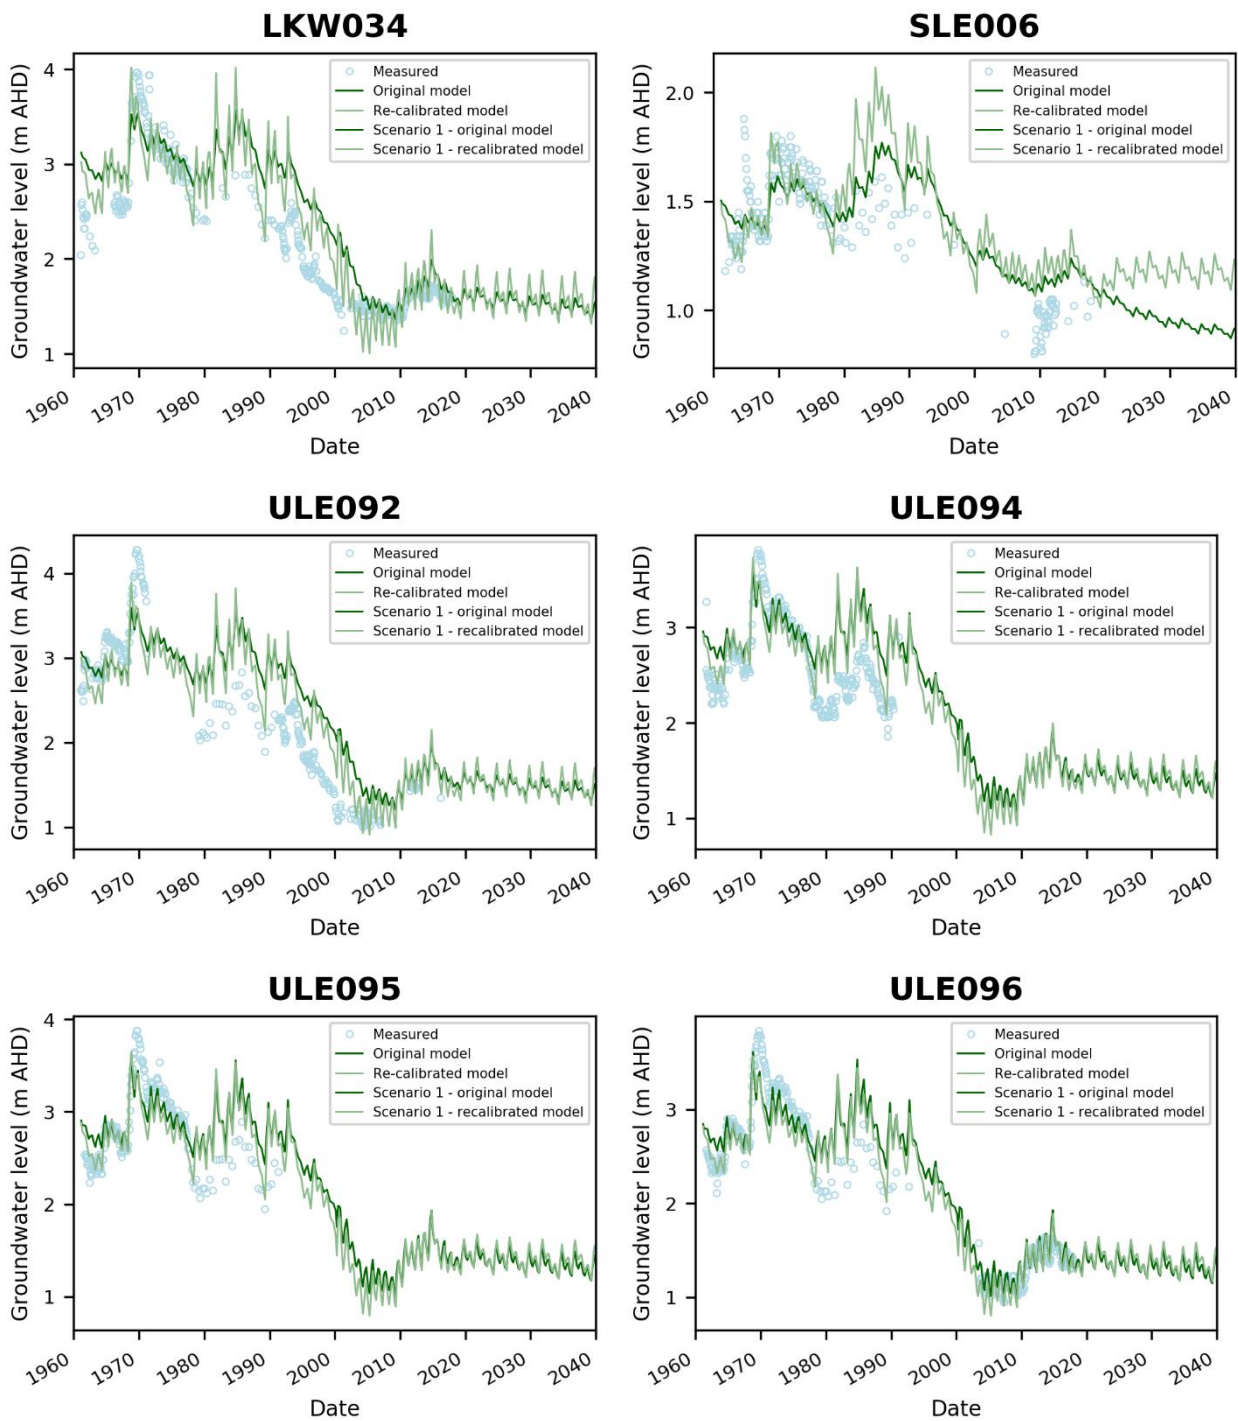 LKW034
Groundwater level (m AHD)
4
3
2
1
Measured
Original model
Re-calibrated model
Scenario 1 - original model
Scenario 1 - recalibrated model
1960 1970 1980 1990 2000 2010 2020 2030 2040
Date
SLE006
Groundwater level (m AHD)
2.0
1.5
1.0
Measured
Original model
Re-calibrated model
Scenario 1 - original model
Scenario 1 - recalibrated model
1960 1970 1980 1990 2000 2010 2020 2030 2040
Date
ULE092
Groundwater level (m AHD)
4
3
2
1
Measured
Original model
Re-calibrated model
Scenario 1 - original model
Scenario 1 - recalibrated model
1960 1970 1980 1990 2000 2010 2020 2030 2040
Date
ULE094
Groundwater level (m AHD)
3
2
1
Measured
Original model
Re-calibrated model
Scenario 1 - original model
Scenario 1 - recalibrated model
1960 1970 1980 1990 2000 2010 2020 2030 2040
Date
ULE095
Groundwater level (m AHD)
4
3
2
1
Measured
Original model
Re-calibrated model
Scenario 1 - original model
Scenario 1 - recalibrated model
1960 1970 1980 1990 2000 2010 2020 2030 2040
Date
ULE096
Groundwater level (m AHD)
3
2
1
Measured
Original model
Re-calibrated model
Scenario 1 - original model
Scenario 1 - recalibrated model
1960 1970 1980 1990 2000 2010 2020 2030 2040
Date